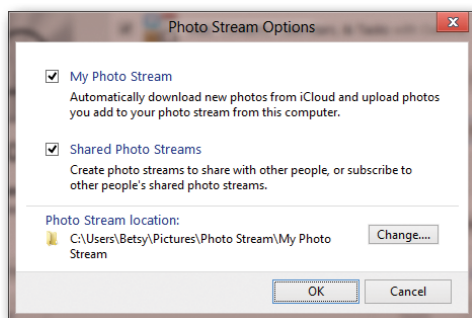 Photo Stream Options
My Photo Stream
Automatically download new photos from iCloud and upload photos
you add to your photo stream from this computer.
Shared Photo Streams
Create photo streams to share with other people, or subscribe to
other people's shared photo streams.
Photo Stream location:
C:\Users\Betsy\Pictures\Photo Stream\My Photo
Stream
Change....
OK
Cancel